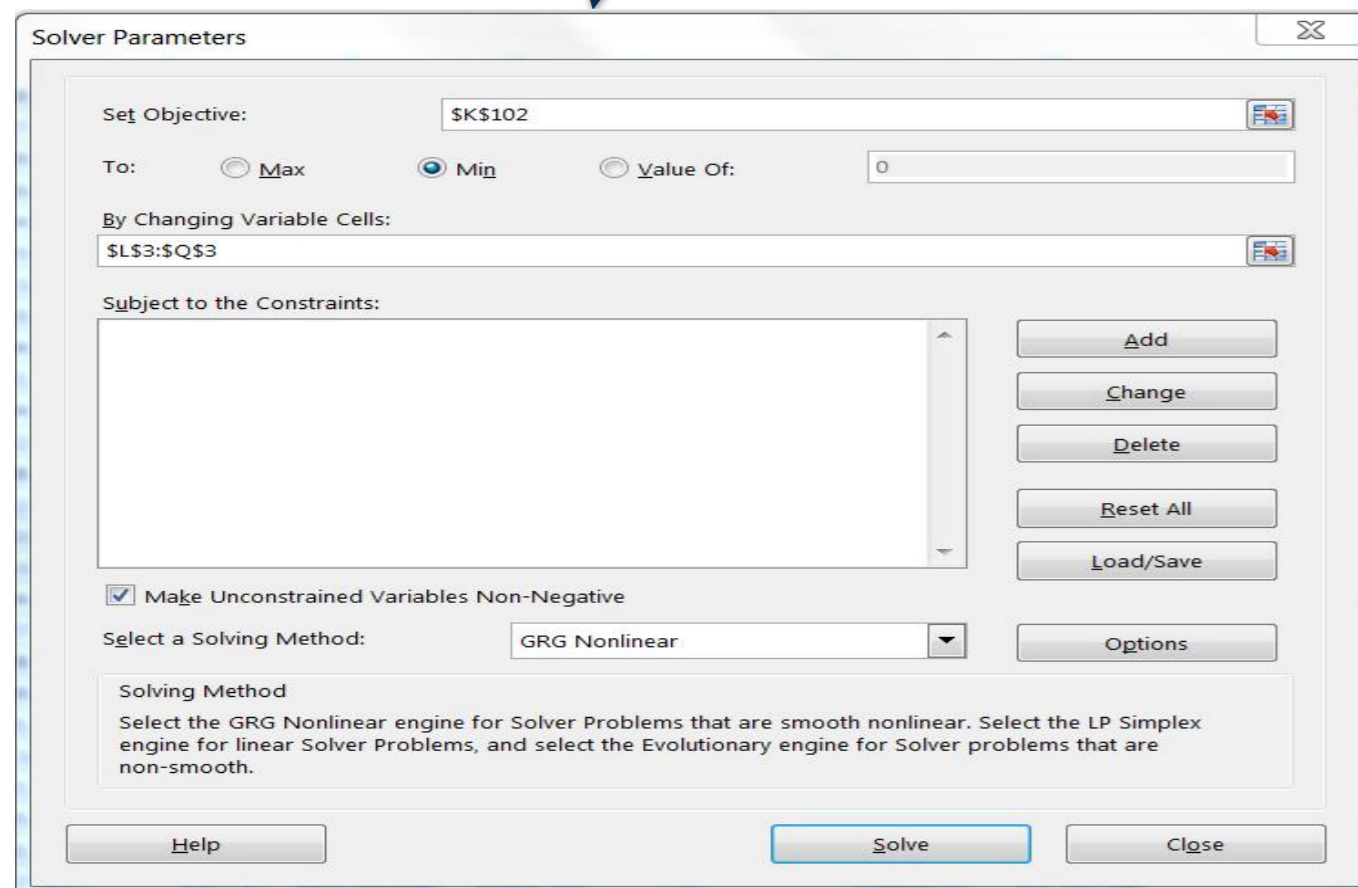 Solver Parameters
Set Objective:
$K$102
To:
Max
Min
Value Of:
0
By Changing Variable Cells:
$L$3:$Q$3
Subject to the Constraints:
Add
Change
Delete
Reset All
Load/Save
Make Unconstrained Variables Non-Negative
Select a Solving Method:
GRG Nonlinear
Options
Solving Method
Select the GRG Nonlinear engine for Solver Problems that are smooth nonlinear. Select the LP Simplex
engine for linear Solver Problems, and select the Evolutionary engine for Solver problems that are
non-smooth.
Help
Solve
Close